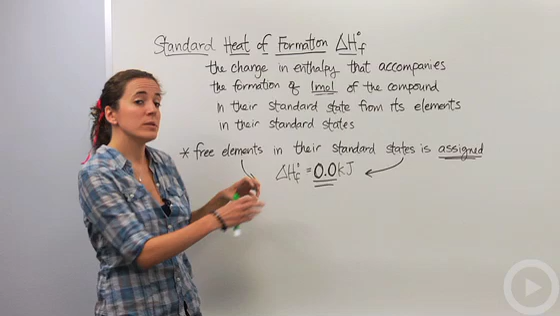 Standard Heat of Formation ΔH°f
the change in enthalpy that accompanies
the formation of 1mol of the compound
in their standard state from its elements
in their standard states
* free elements in their standard states is assigned
ΔH°f = 0.0kJ